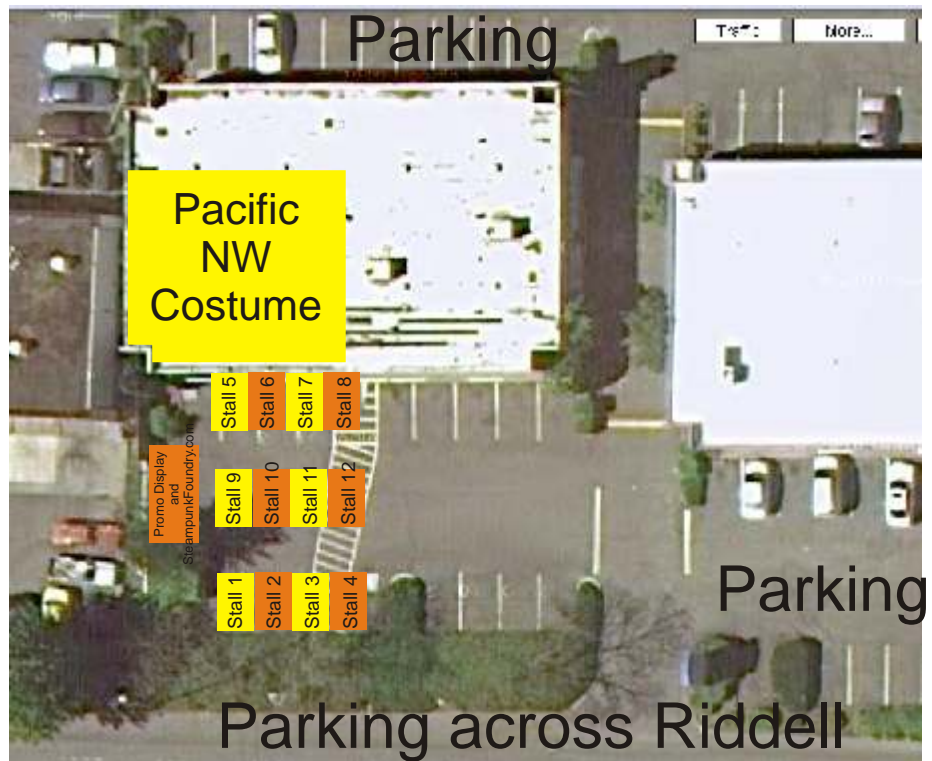 Parking
Traffic
More...
Pacific
NW
Costume
Stall 5
Stall 6
Stall 7
Stall 8
Promo Display
and
SteampunkFoundry.com
Stall 9
Stall 10
Stall 11
Stall 12
Stall 1
Stall 2
Stall 3
Stall 4
Parking
Parking across Riddell